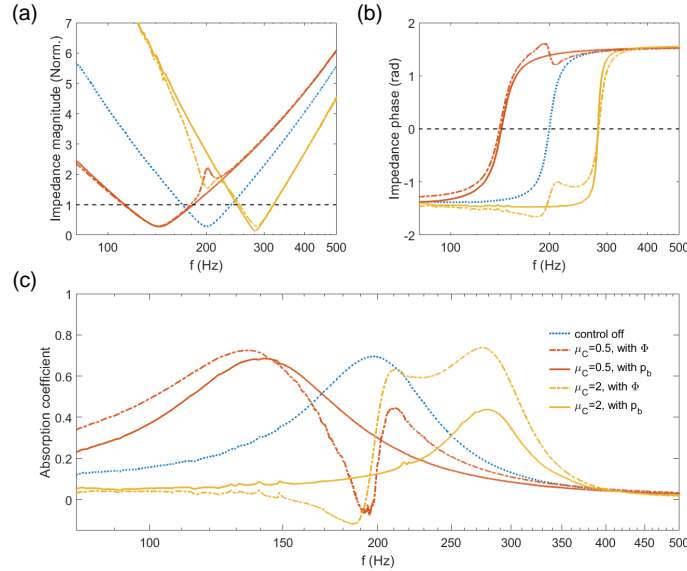 (a)
Impedance magnitude (Norm.)
7
6
5
4
3
2
1
0
100
200
300
400
500
f (Hz)
(b)
Impedance phase (rad)
2
1
0
-1
-2
100
200
300
400
500
f (Hz)
(c)
Absorption coefficient
1
0.8
0.6
0.4
0.2
0
100
150
200
250
300
350
400
450
500
f (Hz)
control off
μC=0.5, with Φ
μC=0.5, with pb
μC=2, with Φ
μC=2, with pb